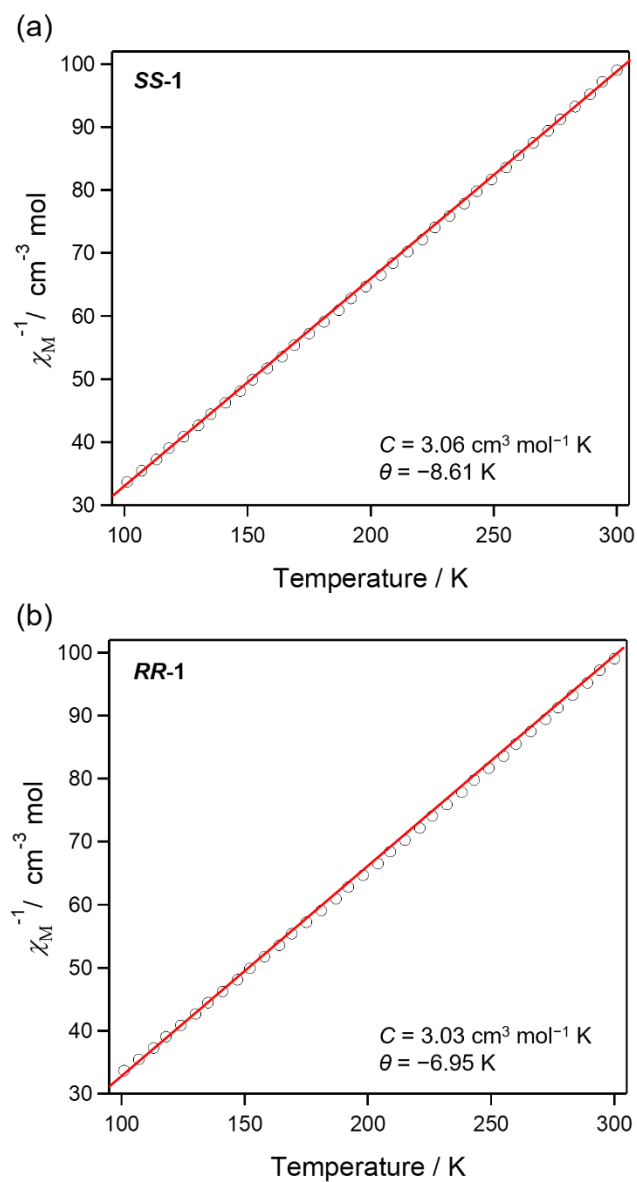 (a)
SS-1
100
90
80
70
60
50
40
30
χM⁻¹/ cm⁻³ mol
C = 3.06 cm³ mol⁻¹ K
θ = −8.61 K
100 150 200 250 300
Temperature / K
(b)
RR-1
100
90
80
70
60
50
40
30
χM⁻¹/ cm⁻³ mol
C = 3.03 cm³ mol⁻¹ K
θ = −6.95 K
100 150 200 250 300
Temperature / K